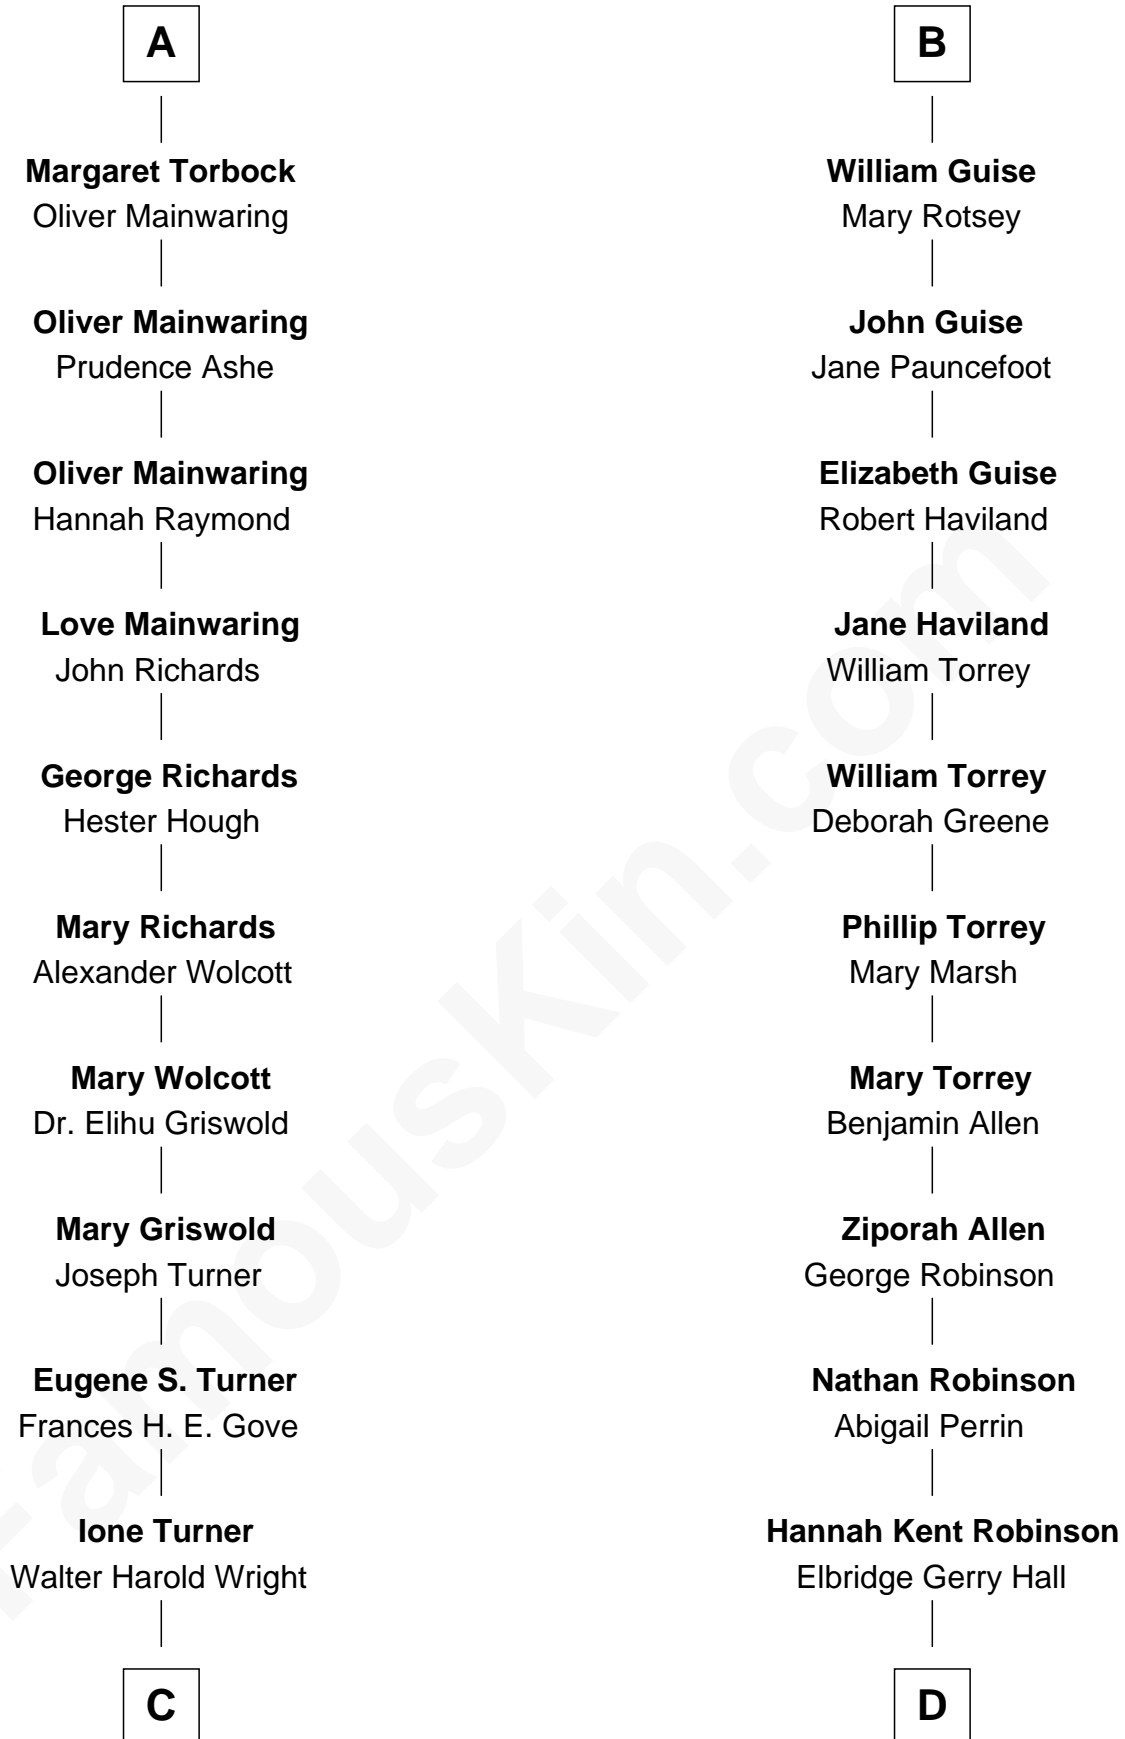 A
Margaret Torbock
Oliver Mainwaring
Oliver Mainwaring
Prudence Ashe
Oliver Mainwaring
Hannah Raymond
Love Mainwaring
John Richards
George Richards
Hester Hough
Mary Richards
Alexander Wolcott
Mary Wolcott
Dr. Elihu Griswold
Mary Griswold
Joseph Turner
Eugene S. Turner
Frances H. E. Gove
Ione Turner
Walter Harold Wright
C
B
William Guise
Mary Rotsey
John Guise
Jane Pauncefoot
Elizabeth Guise
Robert Haviland
Jane Haviland
William Torrey
William Torrey
Deborah Greene
Phillip Torrey
Mary Marsh
Mary Torrey
Benjamin Allen
Ziporah Allen
George Robinson
Nathan Robinson
Abigail Perrin
Hannah Kent Robinson
Elbridge Gerry Hall
D
FamousKin.com